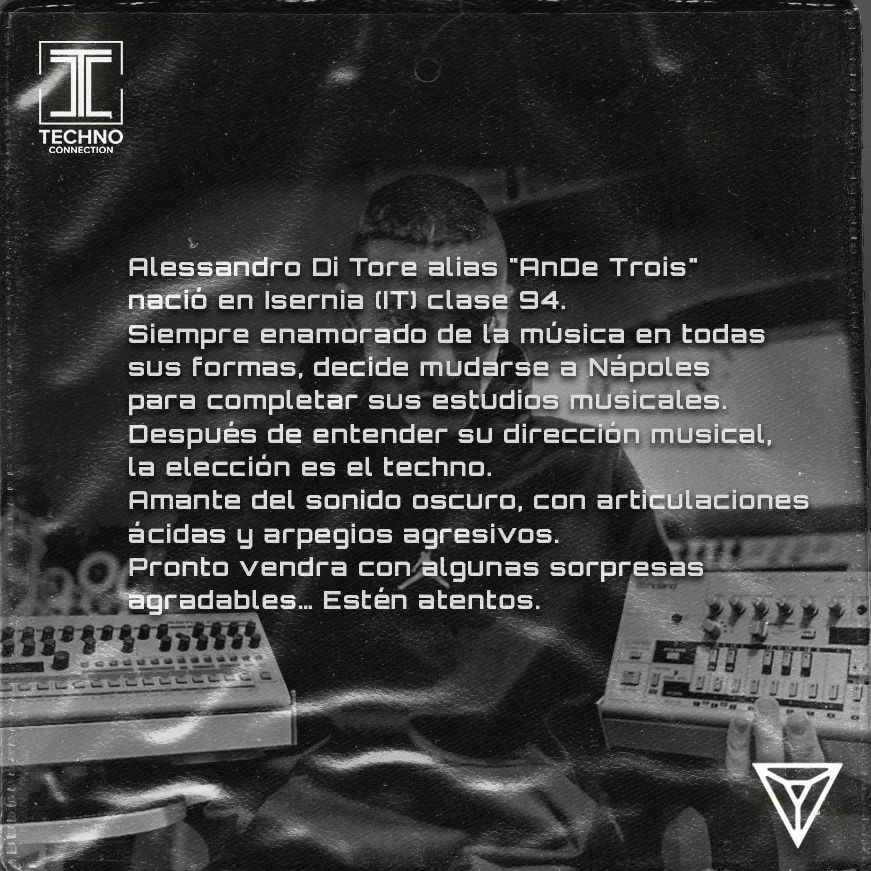 TECHNO
CONNECTION
Alessandro Di Tore alias "AnDe Trois"
nació en Isernia (IT) clase 94.
Siempre enamorado de la música en todas
sus formas, decide mudarse a Nápoles
para completar sus estudios musicales.
Después de entender su dirección musical,
la elección es el techno.
Amante del sonido oscuro, con articulaciones
ácidas y arpegios agresivos.
Pronto vendra con algunas sorpresas
agradables... Estén atentos.